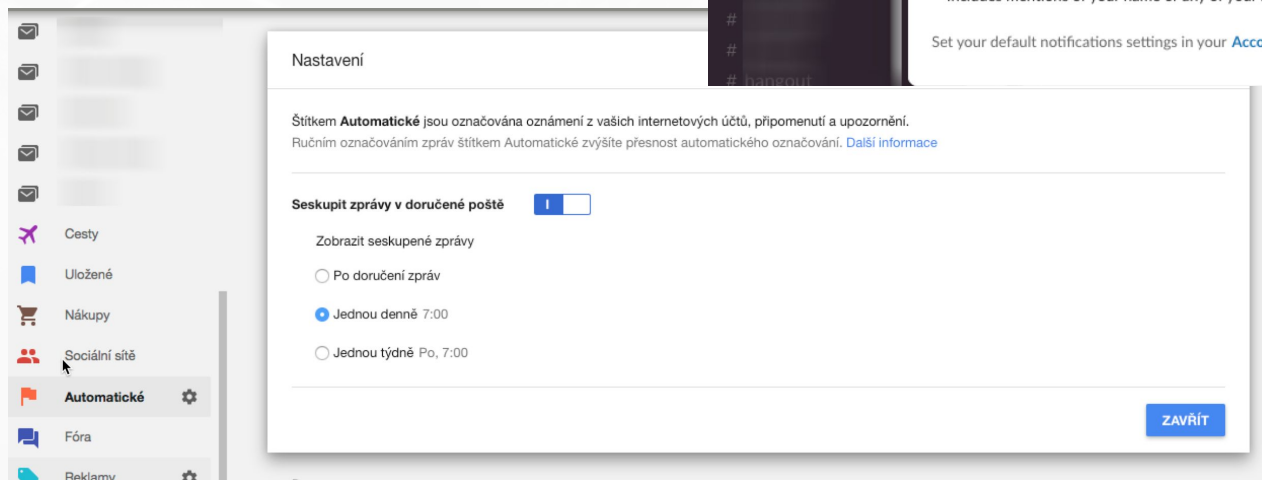 #
#
# hangout
Set your default notifications settings in your
Cesty
Uložené
Nákupy
Sociální sítě
Automatické
Fóra
Reklamy
Nastavení
Štítkem Automatické jsou označována oznámení z vašich internetových účtů, připomenutí a upozornění.
Ručním označováním zpráv štítkem Automatické zvýšíte přesnost automatického označování. Další informace
Seskupit zprávy v doručené poště
Zobrazit seskupené zprávy
Po doručení zpráv
Jednou denně 7:00
Jednou týdně Po, 7:00
ZAVŘÍT